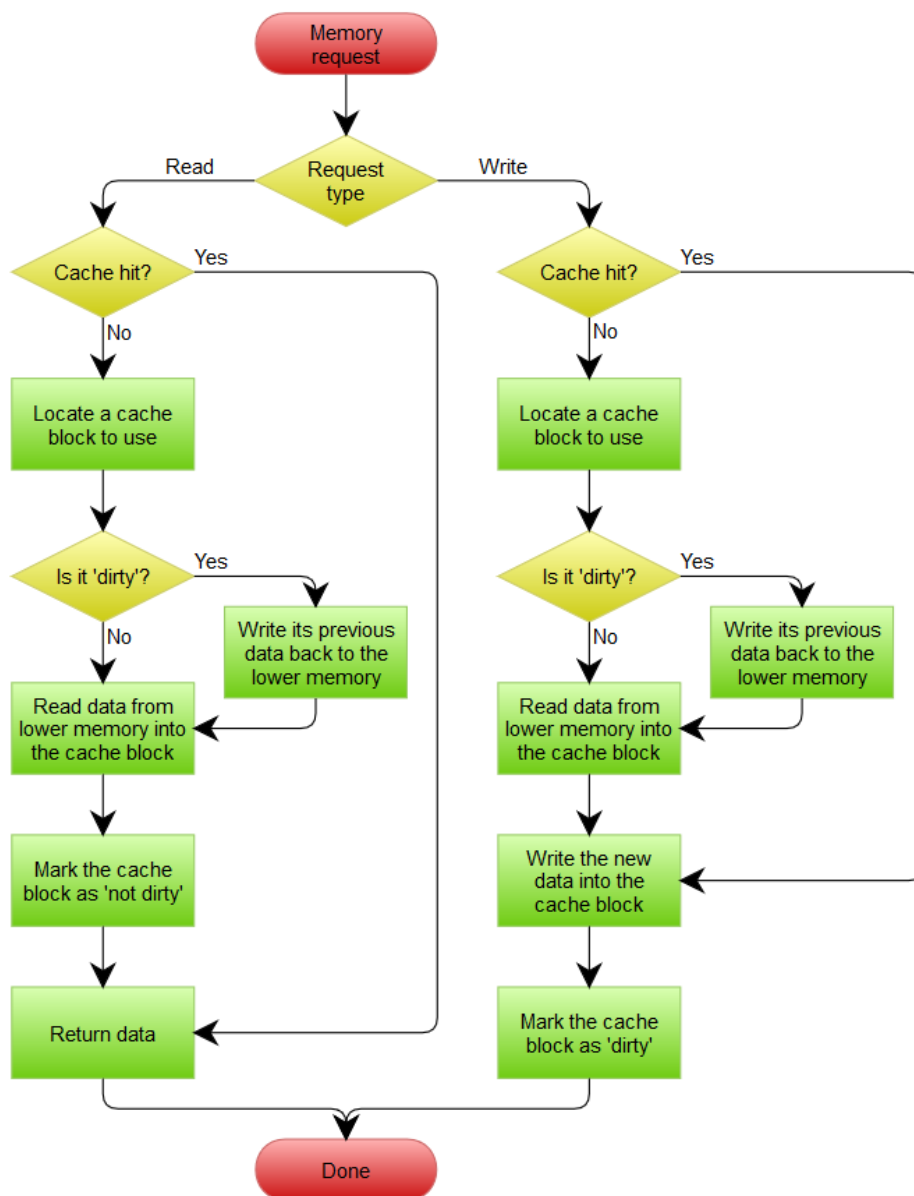 Memory
request
Request
type
Read
Write
Cache hit?
Yes
No
Locate a cache
block to use
Is it 'dirty'?
Yes
No
Write its previous
data back to the
lower memory
Read data from
lower memory into
the cache block
Mark the cache
block as 'not dirty'
Return data
Cache hit?
Yes
No
Locate a cache
block to use
Is it 'dirty'?
Yes
No
Write its previous
data back to the
lower memory
Read data from
lower memory into
the cache block
Write the new
data into the
cache block
Mark the cache
block as 'dirty'
Done